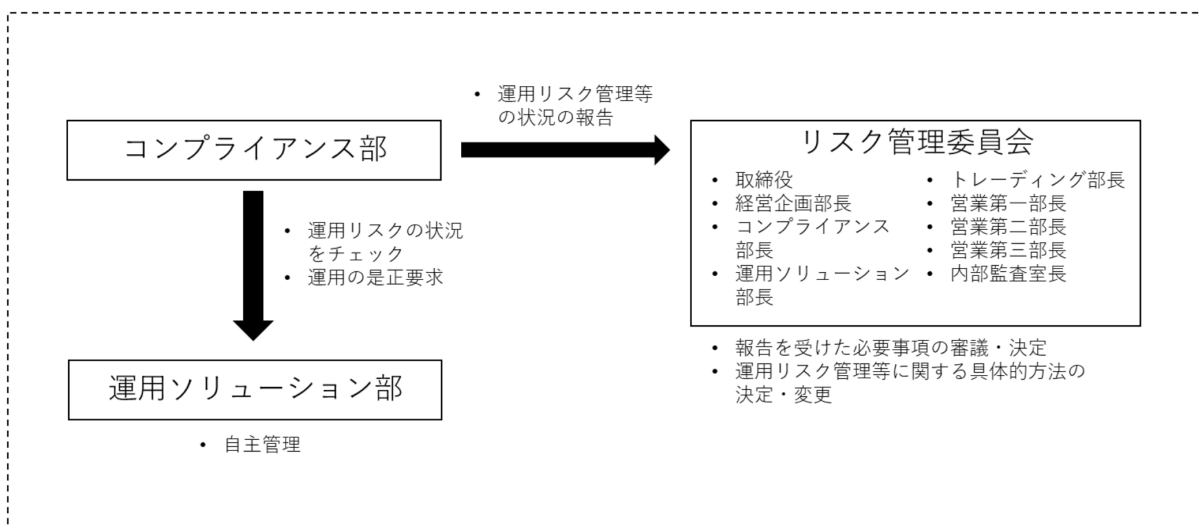 • 運用リスク管理等
の状況の報告
コンプライアンス部
リスク管理委員会
• 取締役
• 経営企画部長
• コンプライアンス
部長
• 運用ソリューション
部長
• トレーディング部長
• 営業第一部長
• 営業第二部長
• 営業第三部長
• 内部監査室長
• 運用リスクの状況
をチェック
• 運用の是正要求
• 報告を受けた必要事項の審議・決定
• 運用リスク管理等に関する具体的方法の
決定・変更
運用ソリューション部
• 自主管理